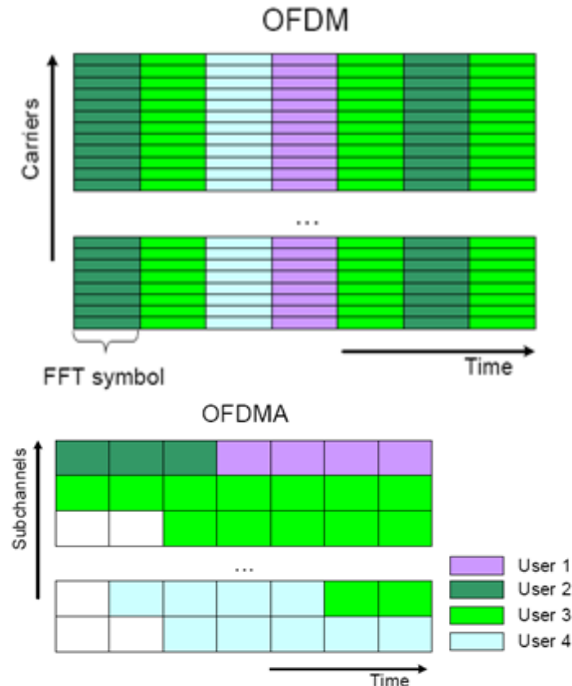 OFDM
Carriers
...
FFT symbol
Time
OFDMA
Subchannels
...
User 1
User 2
User 3
User 4
Time